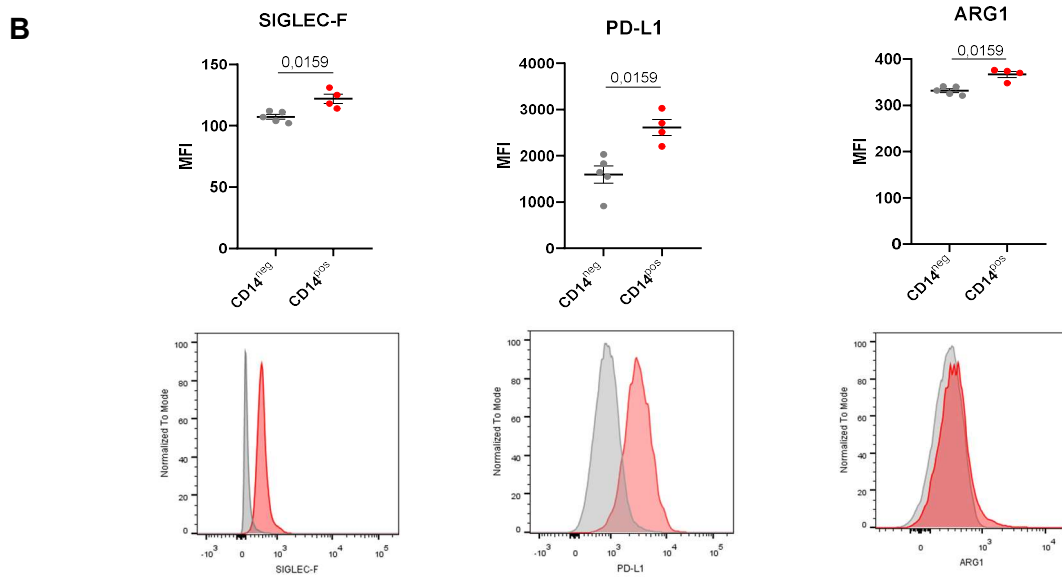 B
SIGLEC-F
MFI
150
100
50
0
0,0159
CD14neg
CD14pos
PD-L1
MFI
4000
3000
2000
1000
0
0,0159
CD14neg
CD14pos
ARG1
MFI
400
300
200
100
0
0,0159
CD14neg
CD14pos
Normalized To Mode
100
80
60
40
20
0
-103 0 103 104 105
SIGLEC-F
Normalized To Mode
100
80
60
40
20
0
-103 0 103 104 105
PD-L1
Normalized To Mode
100
80
60
40
20
0
0 103 104
ARG1